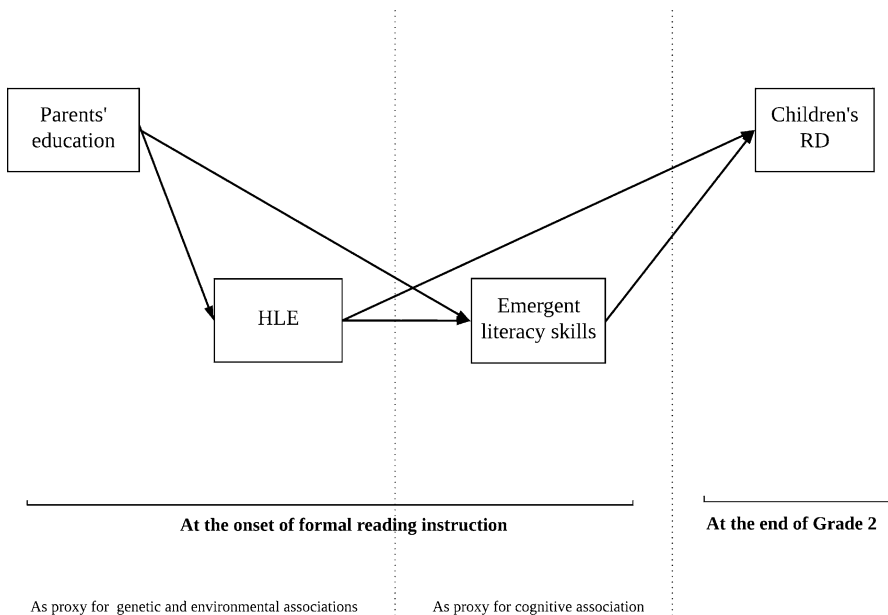 Parents'
education
Children's
RD
HLE
Emergent
literacy skills
At the onset of formal reading instruction
At the end of Grade 2
As proxy for genetic and environmental associations
As proxy for cognitive association